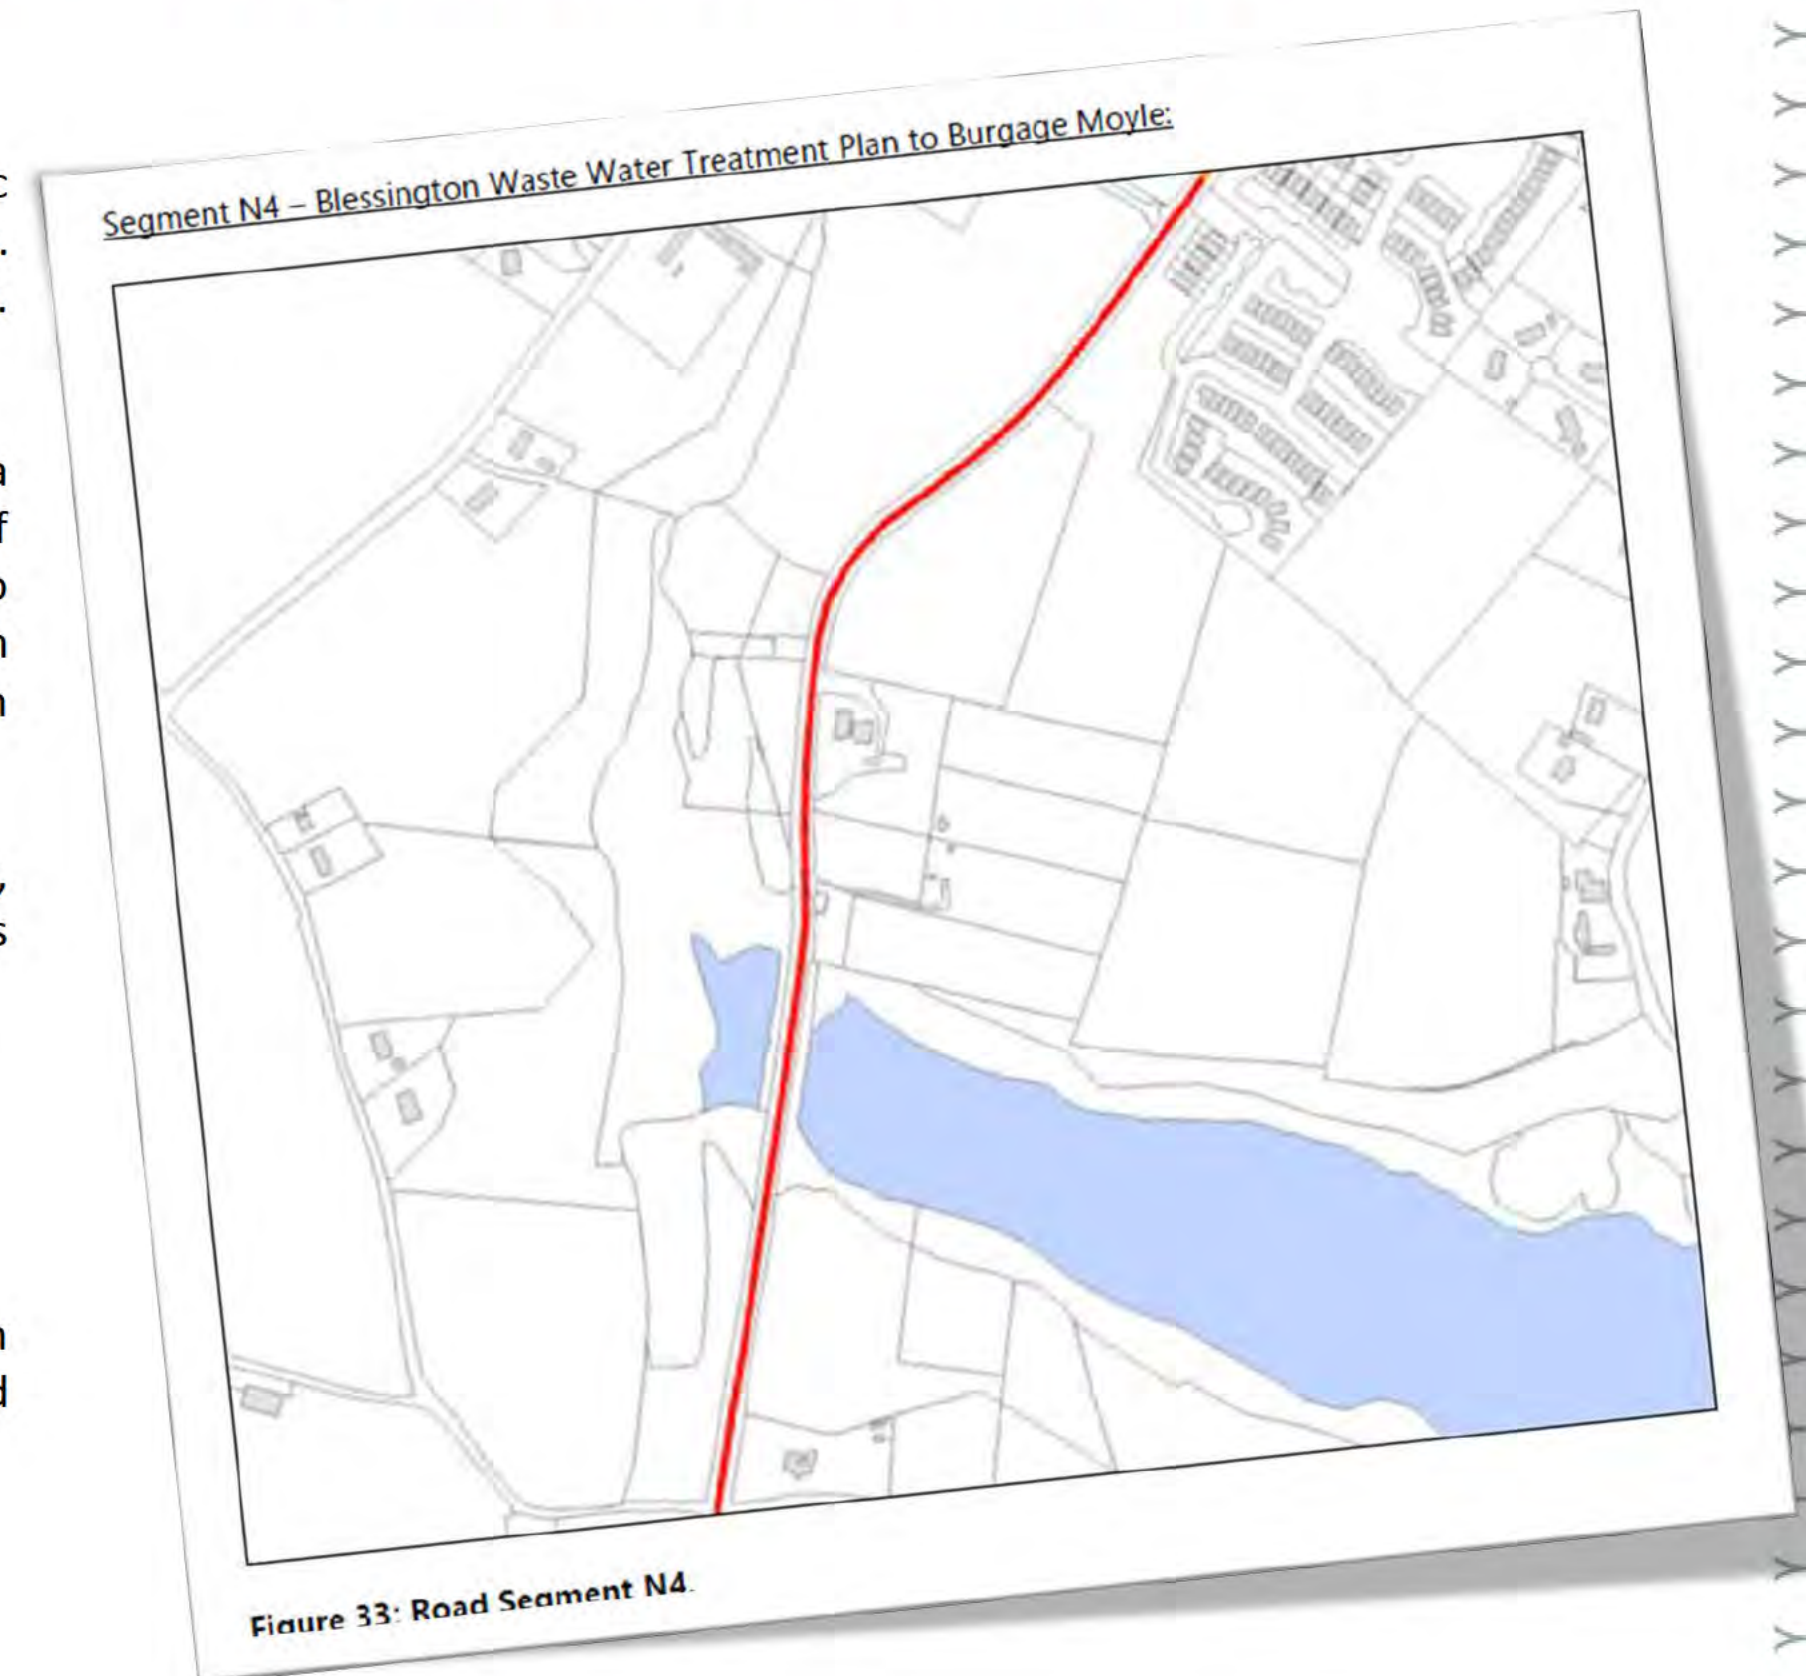 Segment N4 – Blessington Waste Water Treatment Plan to Burgage Moyle:
Figure 33: Road Segment N4.